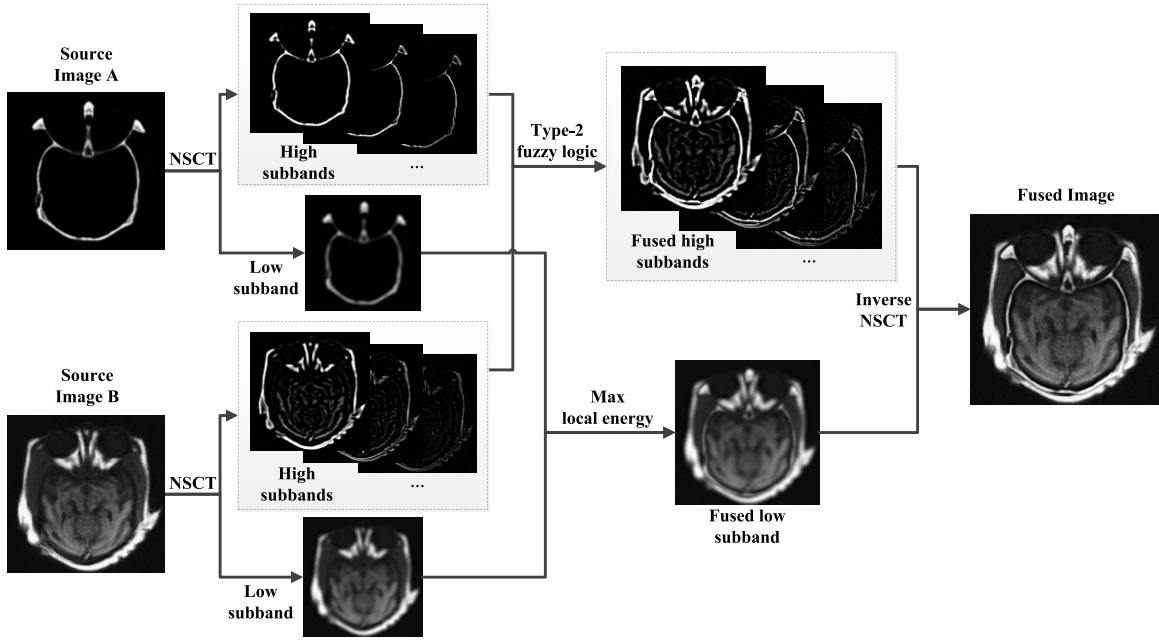 Source
Image A
NSCT
High
subbands
...
Low
subband
Source
Image B
NSCT
High
subbands
...
Low
subband
Type-2
fuzzy logic
Fused high
subbands
...
Max
local energy
Fused low
subband
Inverse
NSCT
Fused Image